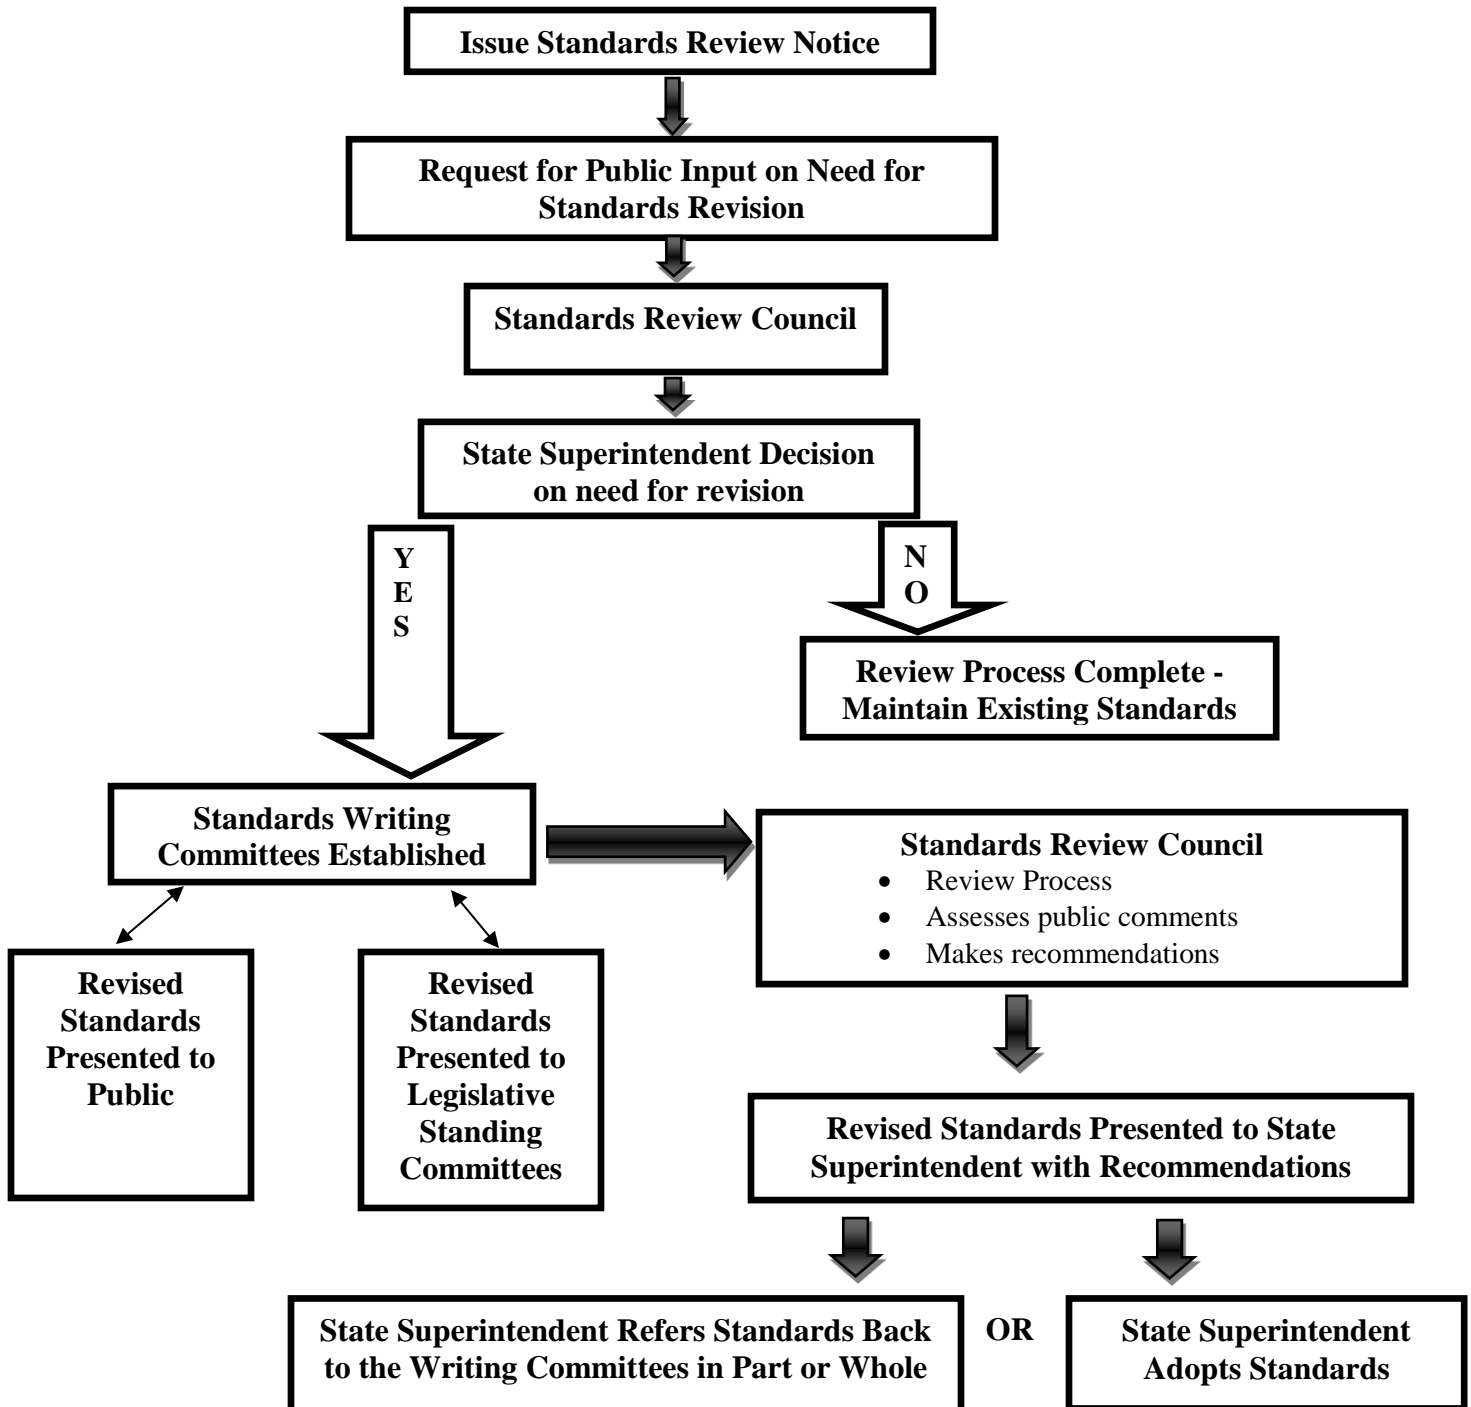 Issue Standards Review Notice
Request for Public Input on Need for
Standards Revision
Standards Review Council
State Superintendent Decision
on need for revision
Y
E
S
N
O
Review Process Complete -
Maintain Existing Standards
Standards Writing
Committees Established
Standards Review Council
• Review Process
• Assesses public comments
• Makes recommendations
Revised
Standards
Presented to
Public
Revised
Standards
Presented to
Legislative
Standing
Committees
Revised Standards Presented to State
Superintendent with Recommendations
State Superintendent Refers Standards Back
to the Writing Committees in Part or Whole
OR
State Superintendent
Adopts Standards